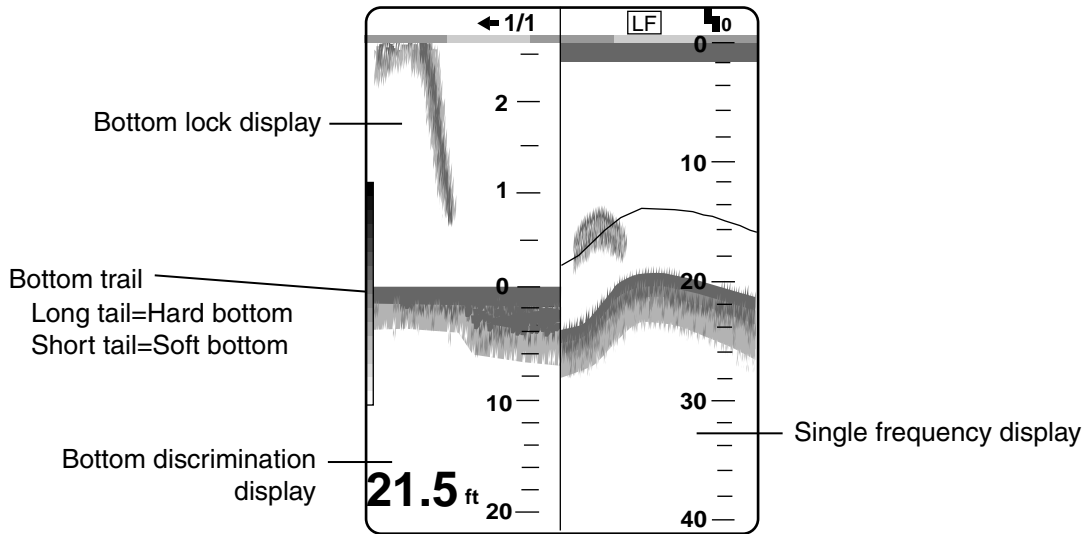 ← 1/1
LF
0
0
Bottom lock display
2
10
1
Bottom trail
Long tail=Hard bottom
Short tail=Soft bottom
0
20
10
30
Single frequency display
Bottom discrimination
display
21.5 ft
20
40